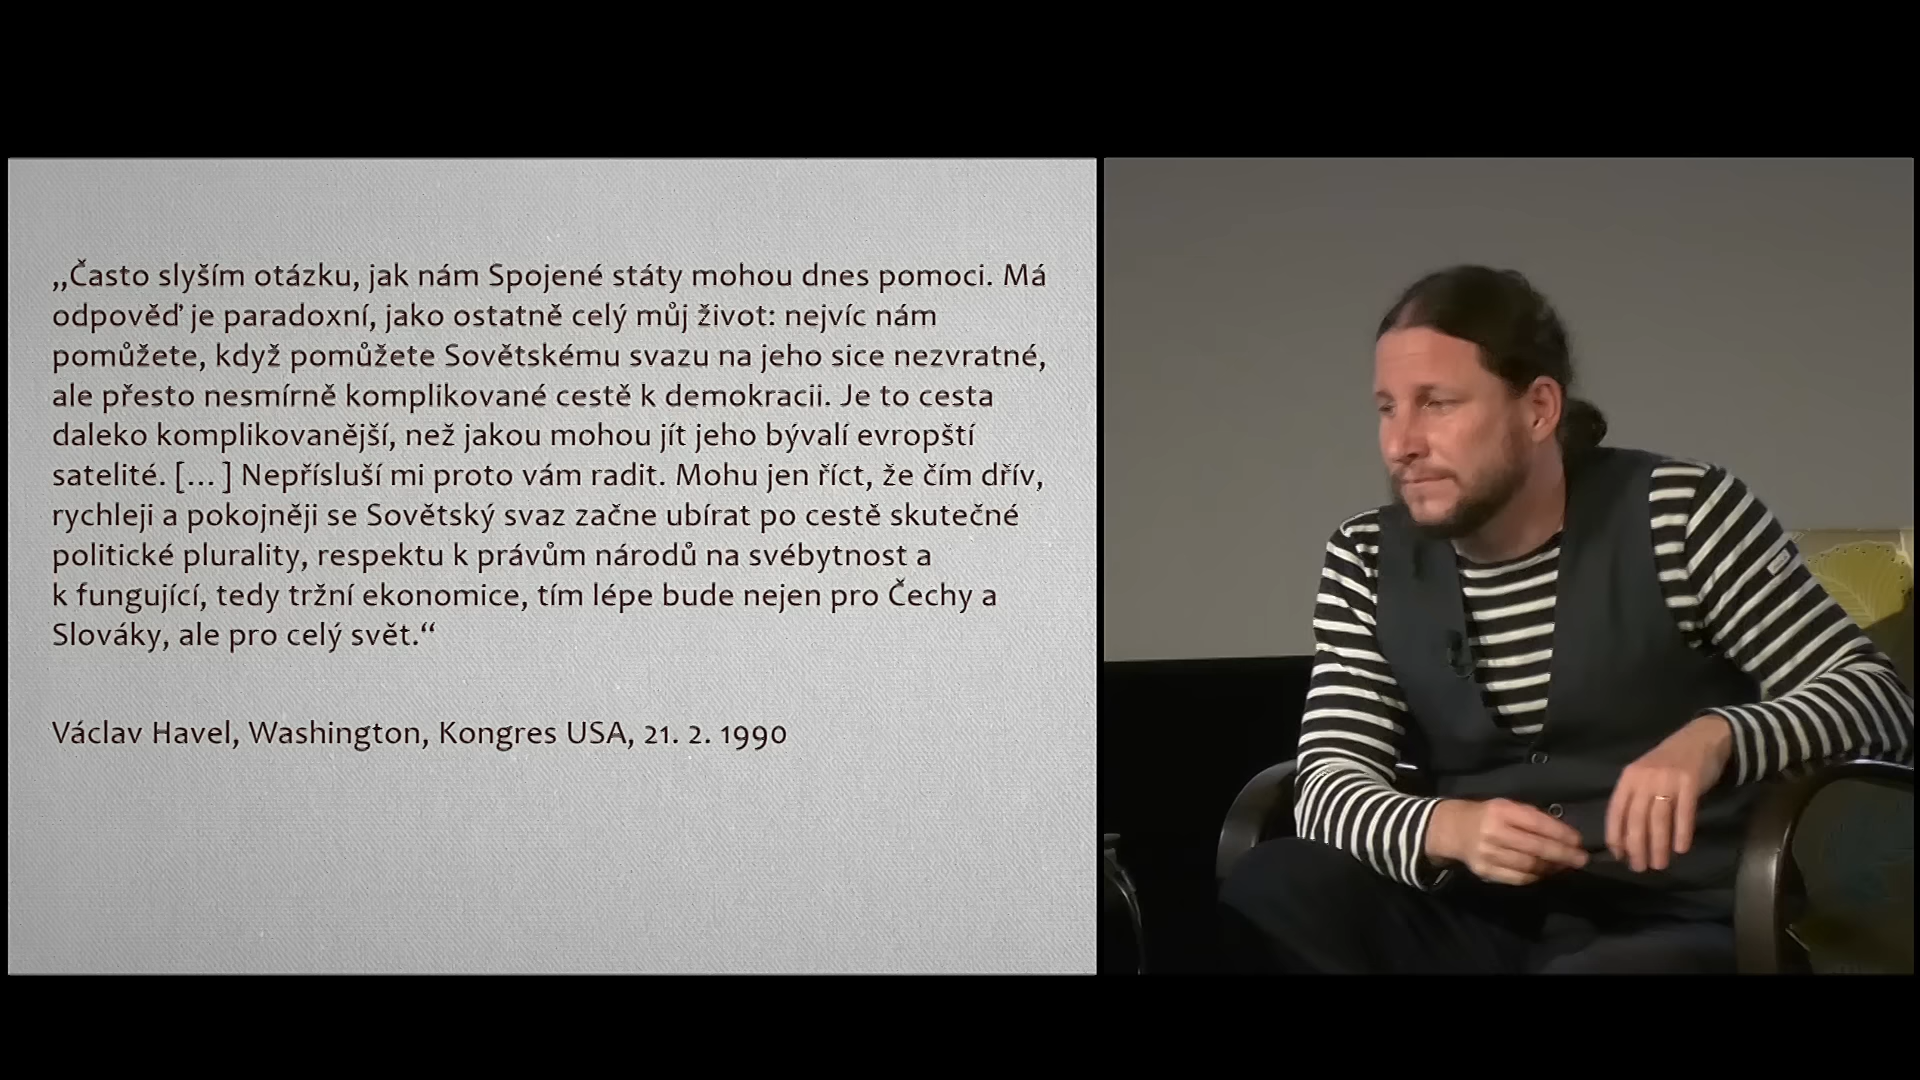 „Často slyším otázku, jak nám Spojené státy mohou dnes pomoci. Má
odpověď je paradoxní, jako ostatně celý můj život: nejvíc nám
pomůžete, když pomůžete Sovětskému svazu na jeho sice nezvratné,
ale přesto nesmírně komplikované cestě k demokracii. Je to cesta
daleko komplikovanější, než jakou mohou jít jeho bývalí evropští
satelité. [… ] Nepřísluší mi proto vám radit. Mohu jen říct, že čím dřív,
rychleji a pokojněji se Sovětský svaz začne ubírat po cestě skutečné
politické plurality, respektu k právům národů na svébytnost a
k fungující, tedy tržní ekonomice, tím lépe bude nejen pro Čechy a
Slováky, ale pro celý svět.“
Václav Havel, Washington, Kongres USA, 21. 2. 1990